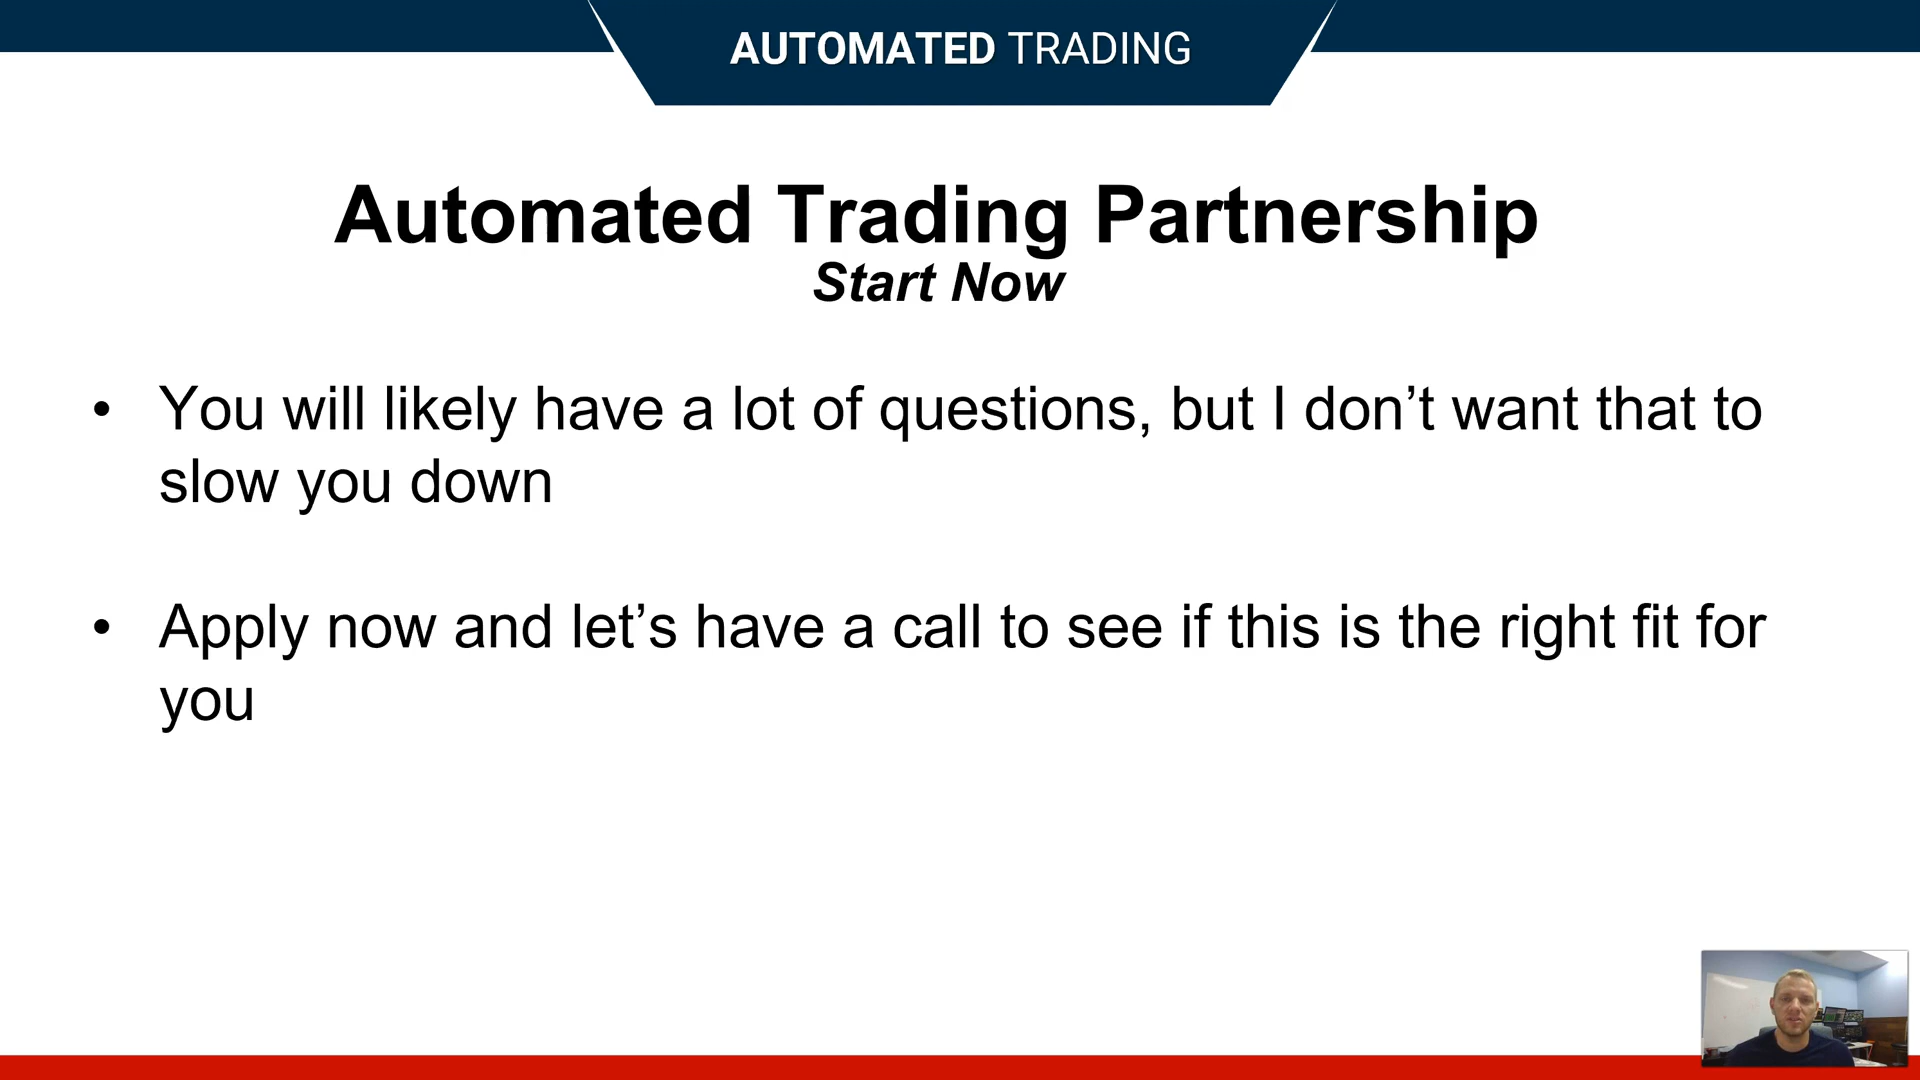 AUTOMATED TRADING
Automated Trading Partnership
Start Now
• You will likely have a lot of questions, but I don’t want that to
slow you down
• Apply now and let’s have a call to see if this is the right fit for
you